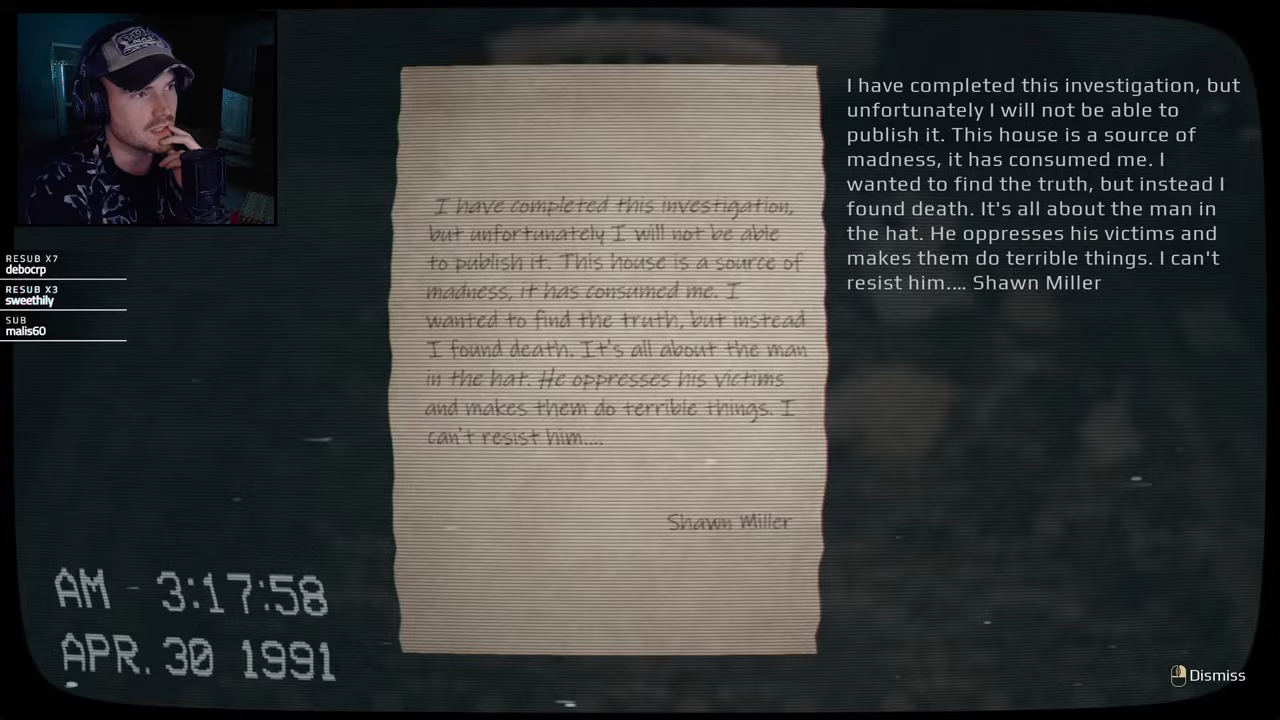 RESUB X7
debocrp
RESUB X3
sweethily
SUB
malis60
I have completed this investigation,
but unfortunately I will not be able
to publish it. This house is a source of
madness, it has consumed me. I
wanted to find the truth, but instead
I found death. It's all about the man
in the hat. He oppresses his victims
and makes them do terrible things. I
can't resist him....
Shawn Miller
I have completed this investigation, but
unfortunately I will not be able to
publish it. This house is a source of
madness, it has consumed me. I
wanted to find the truth, but instead I
found death. It's all about the man in
the hat. He oppresses his victims and
makes them do terrible things. I can't
resist him.... Shawn Miller
AM - 3:17:58
APR. 30 1991
Dismiss